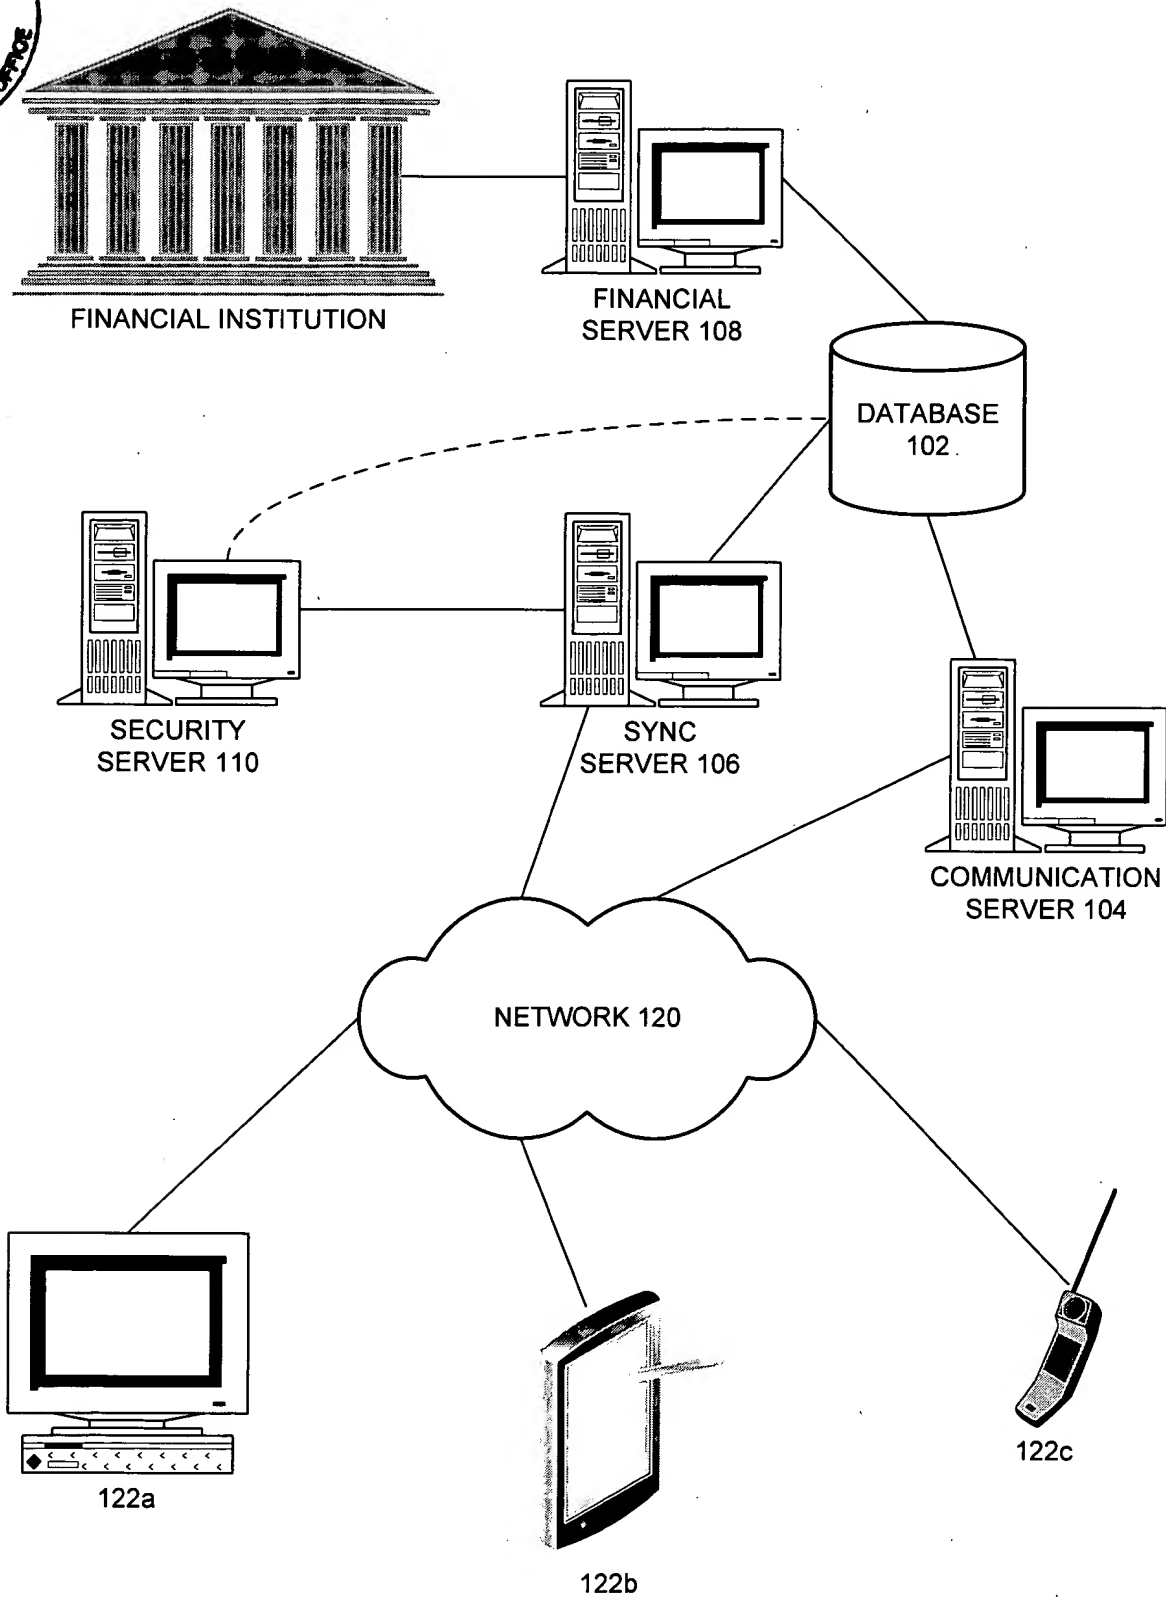 OFFICE
FINANCIAL INSTITUTION
FINANCIAL
SERVER 108
DATABASE
102
SECURITY
SERVER 110
SYNC
SERVER 106
COMMUNICATION
SERVER 104
NETWORK 120
122a
122b
122c